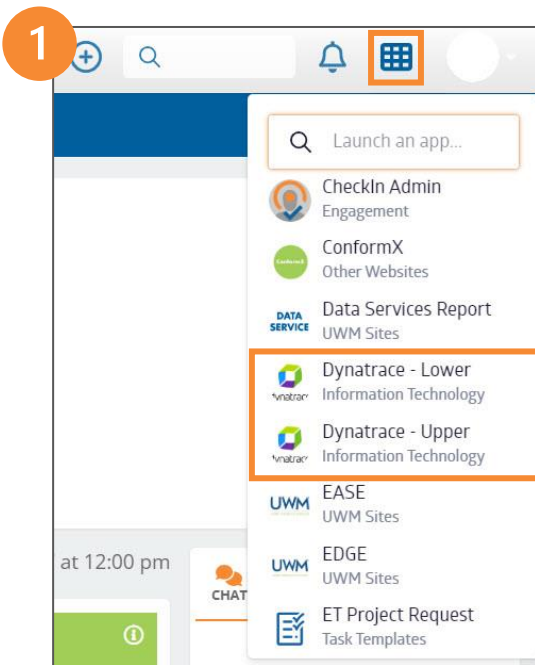 1
Launch an app...
CheckIn Admin
Engagement
ConformX
ConformX
Other Websites
DATA
SERVICE
Data Services Report
UWM Sites
Dynatrace - Lower
Information Technology
Dynatrace - Upper
Information Technology
UWM
EASE
UWM Sites
at 12:00 pm
CHAT
UWM
EDGE
UWM Sites
ET Project Request
Task Templates